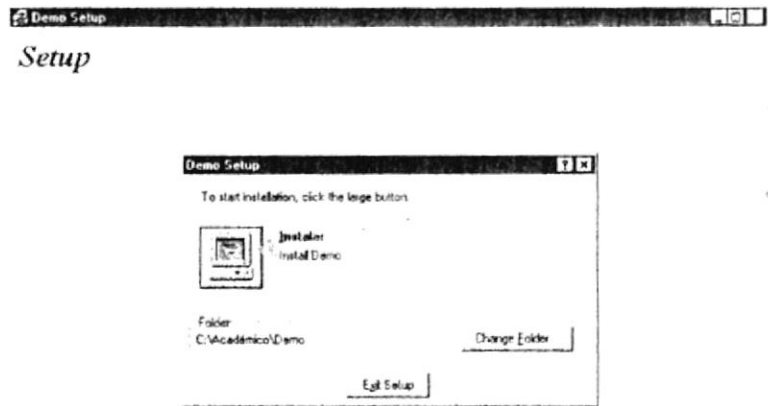 Demo Setup
Setup
Demo Setup
To start installation, click the large button.
Instalar
Install Demo
Folder
C:\Académico\Demo
Change Folder
Exit Setup